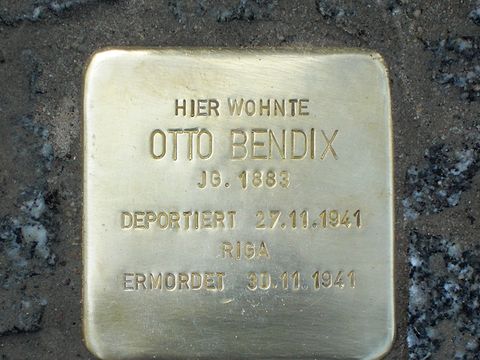 HIER WOHNTE
OTTO BENDIX
JG. 1883
DEPORTIERT 27.11.1941
RIGA
ERMORDET 30.11.1941